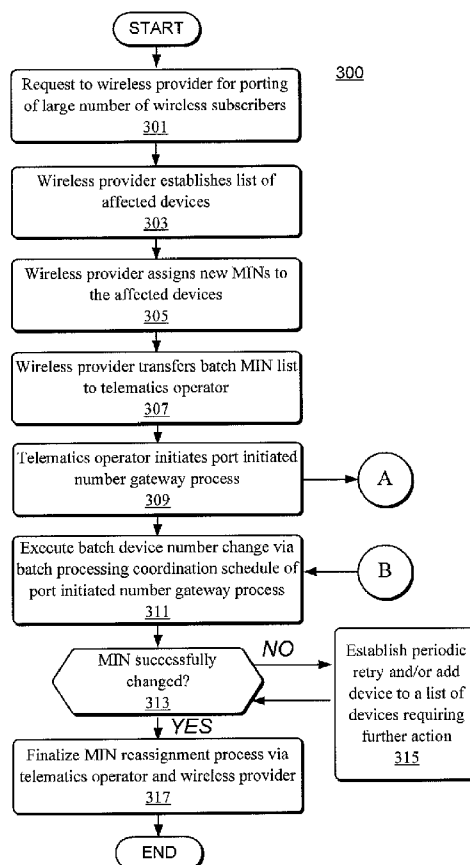 START
300
Request to wireless provider for porting
of large number of wireless subscribers
301
Wireless provider establishes list of
affected devices
303
Wireless provider assigns new MINs to
the affected devices
305
Wireless provider transfers batch MIN list
to telematics operator
307
Telematics operator initiates port initiated
number gateway process
309
A
Execute batch device number change via
batch processing coordination schedule of
port initiated number gateway process
311
B
MIN successfully
changed?
313
NO
Establish periodic
retry and/or add
device to a list of
devices requiring
further action
315
YES
Finalize MIN reassignment process via
telematics operator and wireless provider
317
END